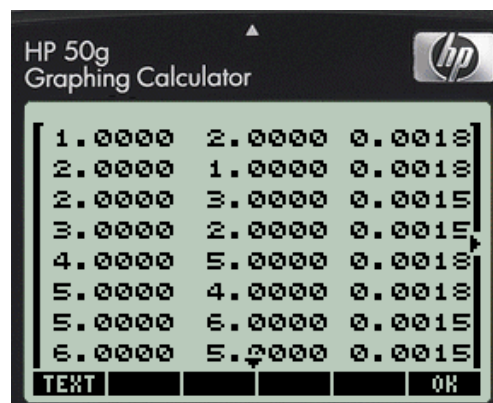 HP 50g
Graphing Calculator
hp
1.0000 2.0000 0.0018
2.0000 1.0000 0.0018
2.0000 3.0000 0.0015
3.0000 2.0000 0.0015
4.0000 5.0000 0.0018
5.0000 4.0000 0.0018
5.0000 6.0000 0.0015
6.0000 5.0000 0.0015
TEXT OK